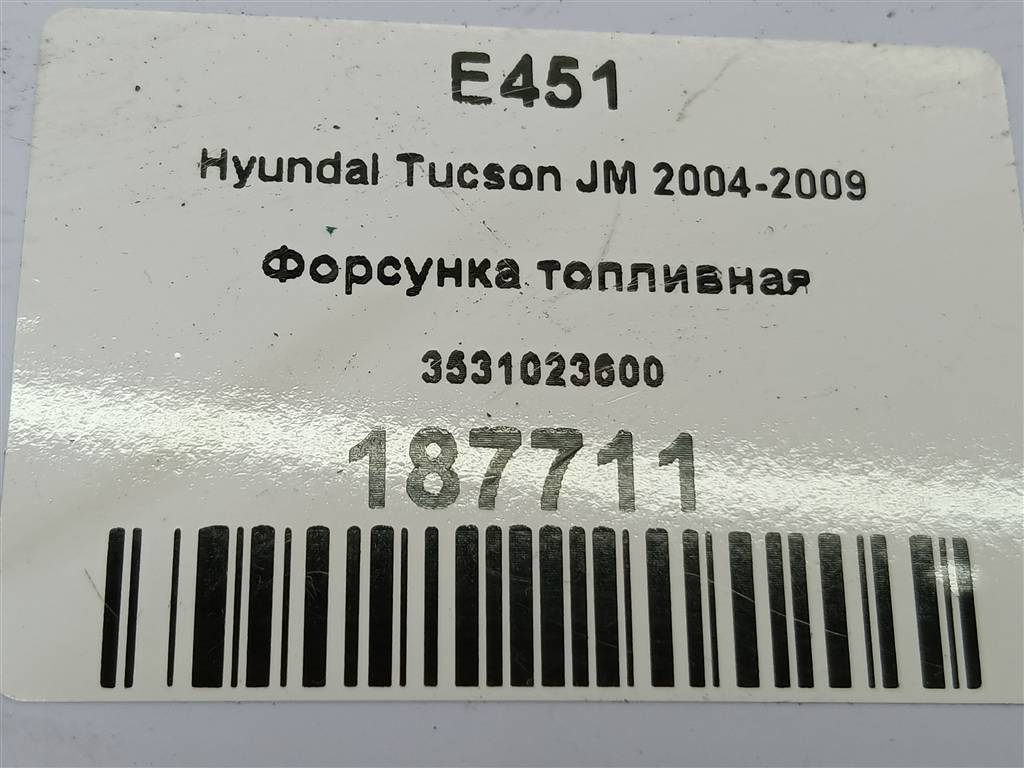 E451
Hyundai Tucson JM 2004-2009
Форсунка топливная
3531023600
187711